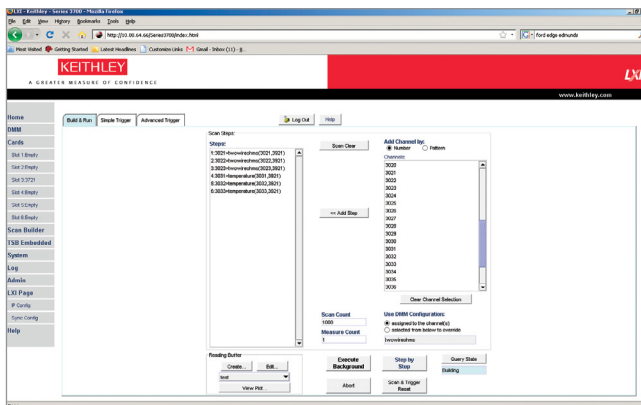 LXI - Keithley - Series 3700 - Mozilla Firefox
File Edit View History Bookmarks Tools Help
http://10.80.64.66/Series3700/index.html
ford edge edmunds
Most Visited Getting Started Latest Headlines Customize Links Gmail - Inbox (11) - g...
KEITHLEY
A GREATER MEASURE OF CONFIDENCE
LXI
www.keithley.com
Home
DMM
Cards
Slot 1:Empty
Slot 2:Empty
Slot 3:3721
Slot 4:Empty
Slot 5:Empty
Slot 6:Empty
Scan Builder
TSB Embedded
System
Log
Admin
LXI Page
IP Config
Sync Config
Help
Build & Run Simple Trigger Advanced Trigger Log Out Help
Scan Steps:
Steps:
1:3021=twowireohms(3021,3921)
2:3022=twowireohms(3022,3921)
3:3023=twowireohms(3023,3921)
4:3031=temperature(3031,3921)
5:3032=temperature(3032,3921)
6:3033=temperature(3033,3921)
Scan Clear
<< Add Step
Add Channel by:
Number Pattern
Channels
3020
3021
3022
3023
3024
3025
3026
3027
3028
3029
3030
3031
3032
3033
3034
3035
3036
Clear Channel Selection
Scan Count
1000
Measure Count
1
Use DMM Configuration:
assigned to the channel(s)
selected from below to override
twowireohms
Reading Buffer
Create... Edit...
test
View Plot...
Execute Background
Step by Step
Query State
Building
Abort
Scan & Trigger Reset